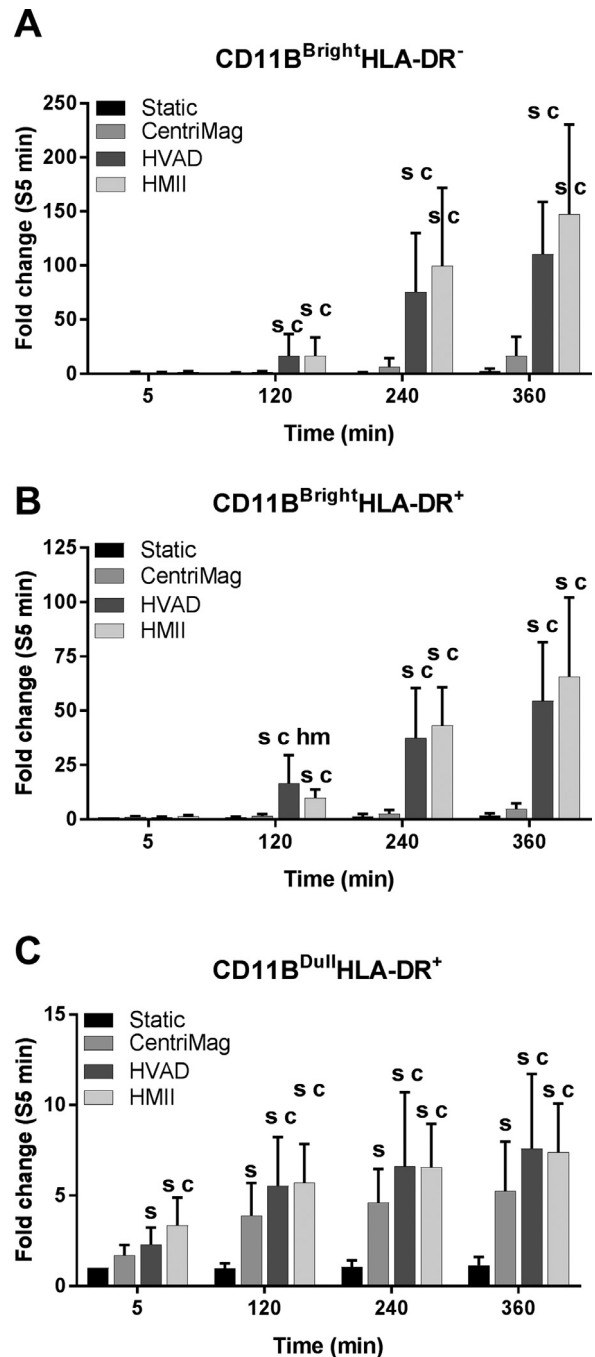 A
CD11B^Bright HLA-DR^-
Static
CentriMag
HVAD
HMII
Fold change (S5 min)
250
200
150
100
50
0
s c
s c
s c
s c
s c
s c
5 120 240 360
Time (min)
B
CD11B^Bright HLA-DR^+
Static
CentriMag
HVAD
HMII
Fold change (S5 min)
125
100
75
50
25
0
s c hm
s c
s c
s c
s c
s c
5 120 240 360
Time (min)
C
CD11B^Dull HLA-DR^+
Static
CentriMag
HVAD
HMII
Fold change (S5 min)
15
10
5
0
s
s c
s
s c
s c
s
s c
s c
s
s c
s c
5 120 240 360
Time (min)